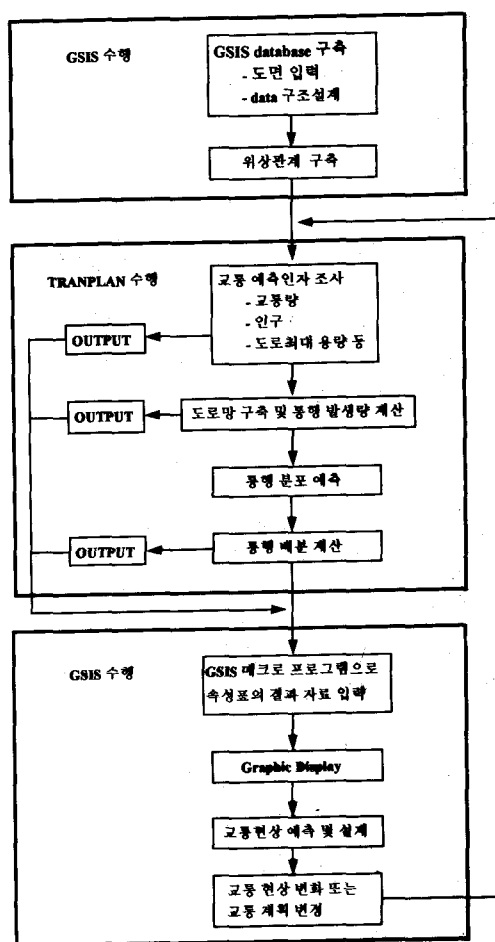 GSIS 수행
GSIS database 구축
- 도면 입력
- data 구조설계
위상관계 구축
TRANPLAN 수행
교통 예측인자 조사
- 교통량
- 인구
- 도로최대 용량 등
OUTPUT
도로망 구축 및 통행 발생량 계산
OUTPUT
통행 분포 예측
통행 배분 계산
OUTPUT
GSIS 수행
GSIS 매크로 프로그램으로
속성표의 결과 자료 입력
Graphic Display
교통현상 예측 및 설계
교통 현상 변화 또는
교통 계획 변경